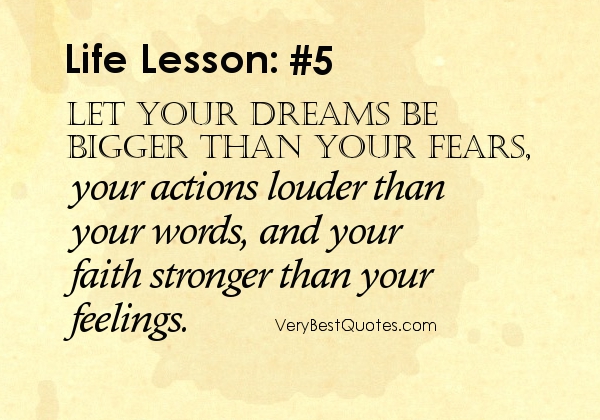 Life Lesson: #5
LET YOUR DREAMS BE
BIGGER THAN YOUR FEARS,
your actions louder than
your words, and your
faith stronger than your
feelings.
VeryBestQuotes.com